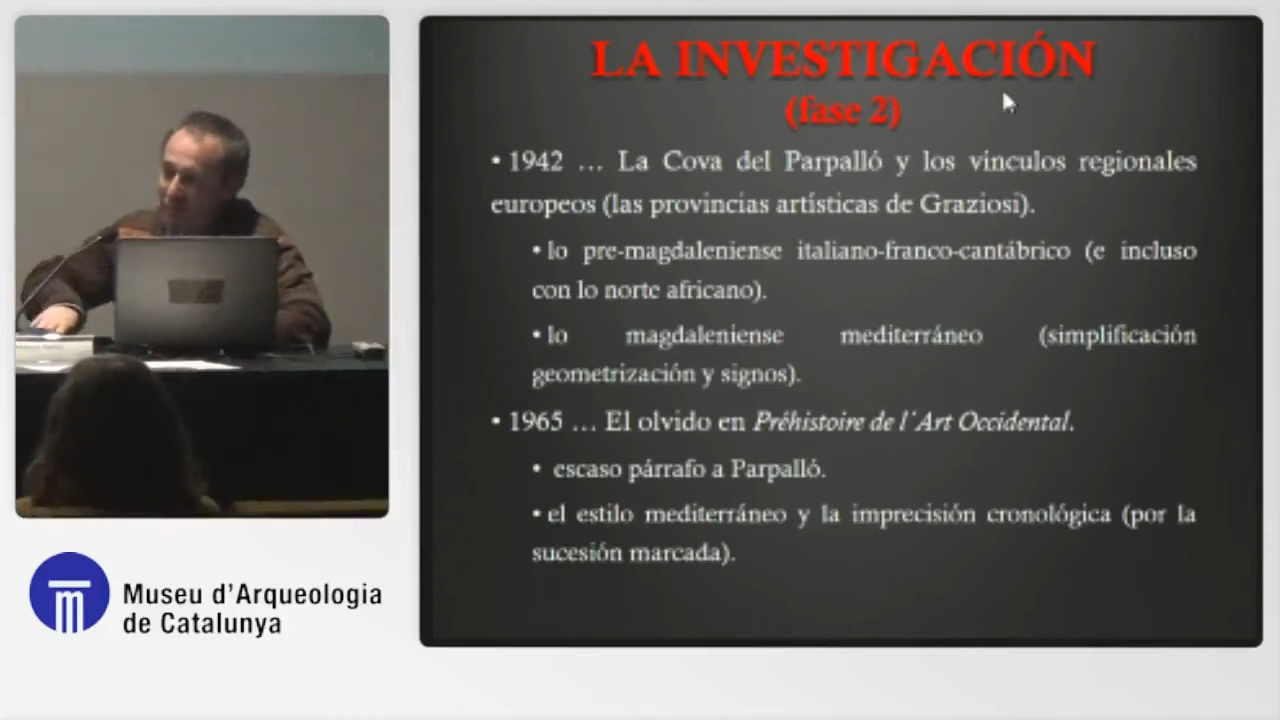 LA INVESTIGACIÓN
(fase 2)
• 1942 … La Cova del Parpalló y los vinculos regionales
europeos (las provincias artísticas de Graziosi).
• lo pre-magdaleniense italiano-franco-cantábrico (e incluso
con lo norte africano).
• lo magdaleniense mediterráneo (simplificación
geometrización y signos).
• 1965 … El olvido en Préhistoire de l´Art Occidental.
• escaso párrafo a Parpalló.
• el estilo mediterráneo y la imprecisión cronológica (por la
sucesión marcada).
m
Museu d’Arqueologia
de Catalunya